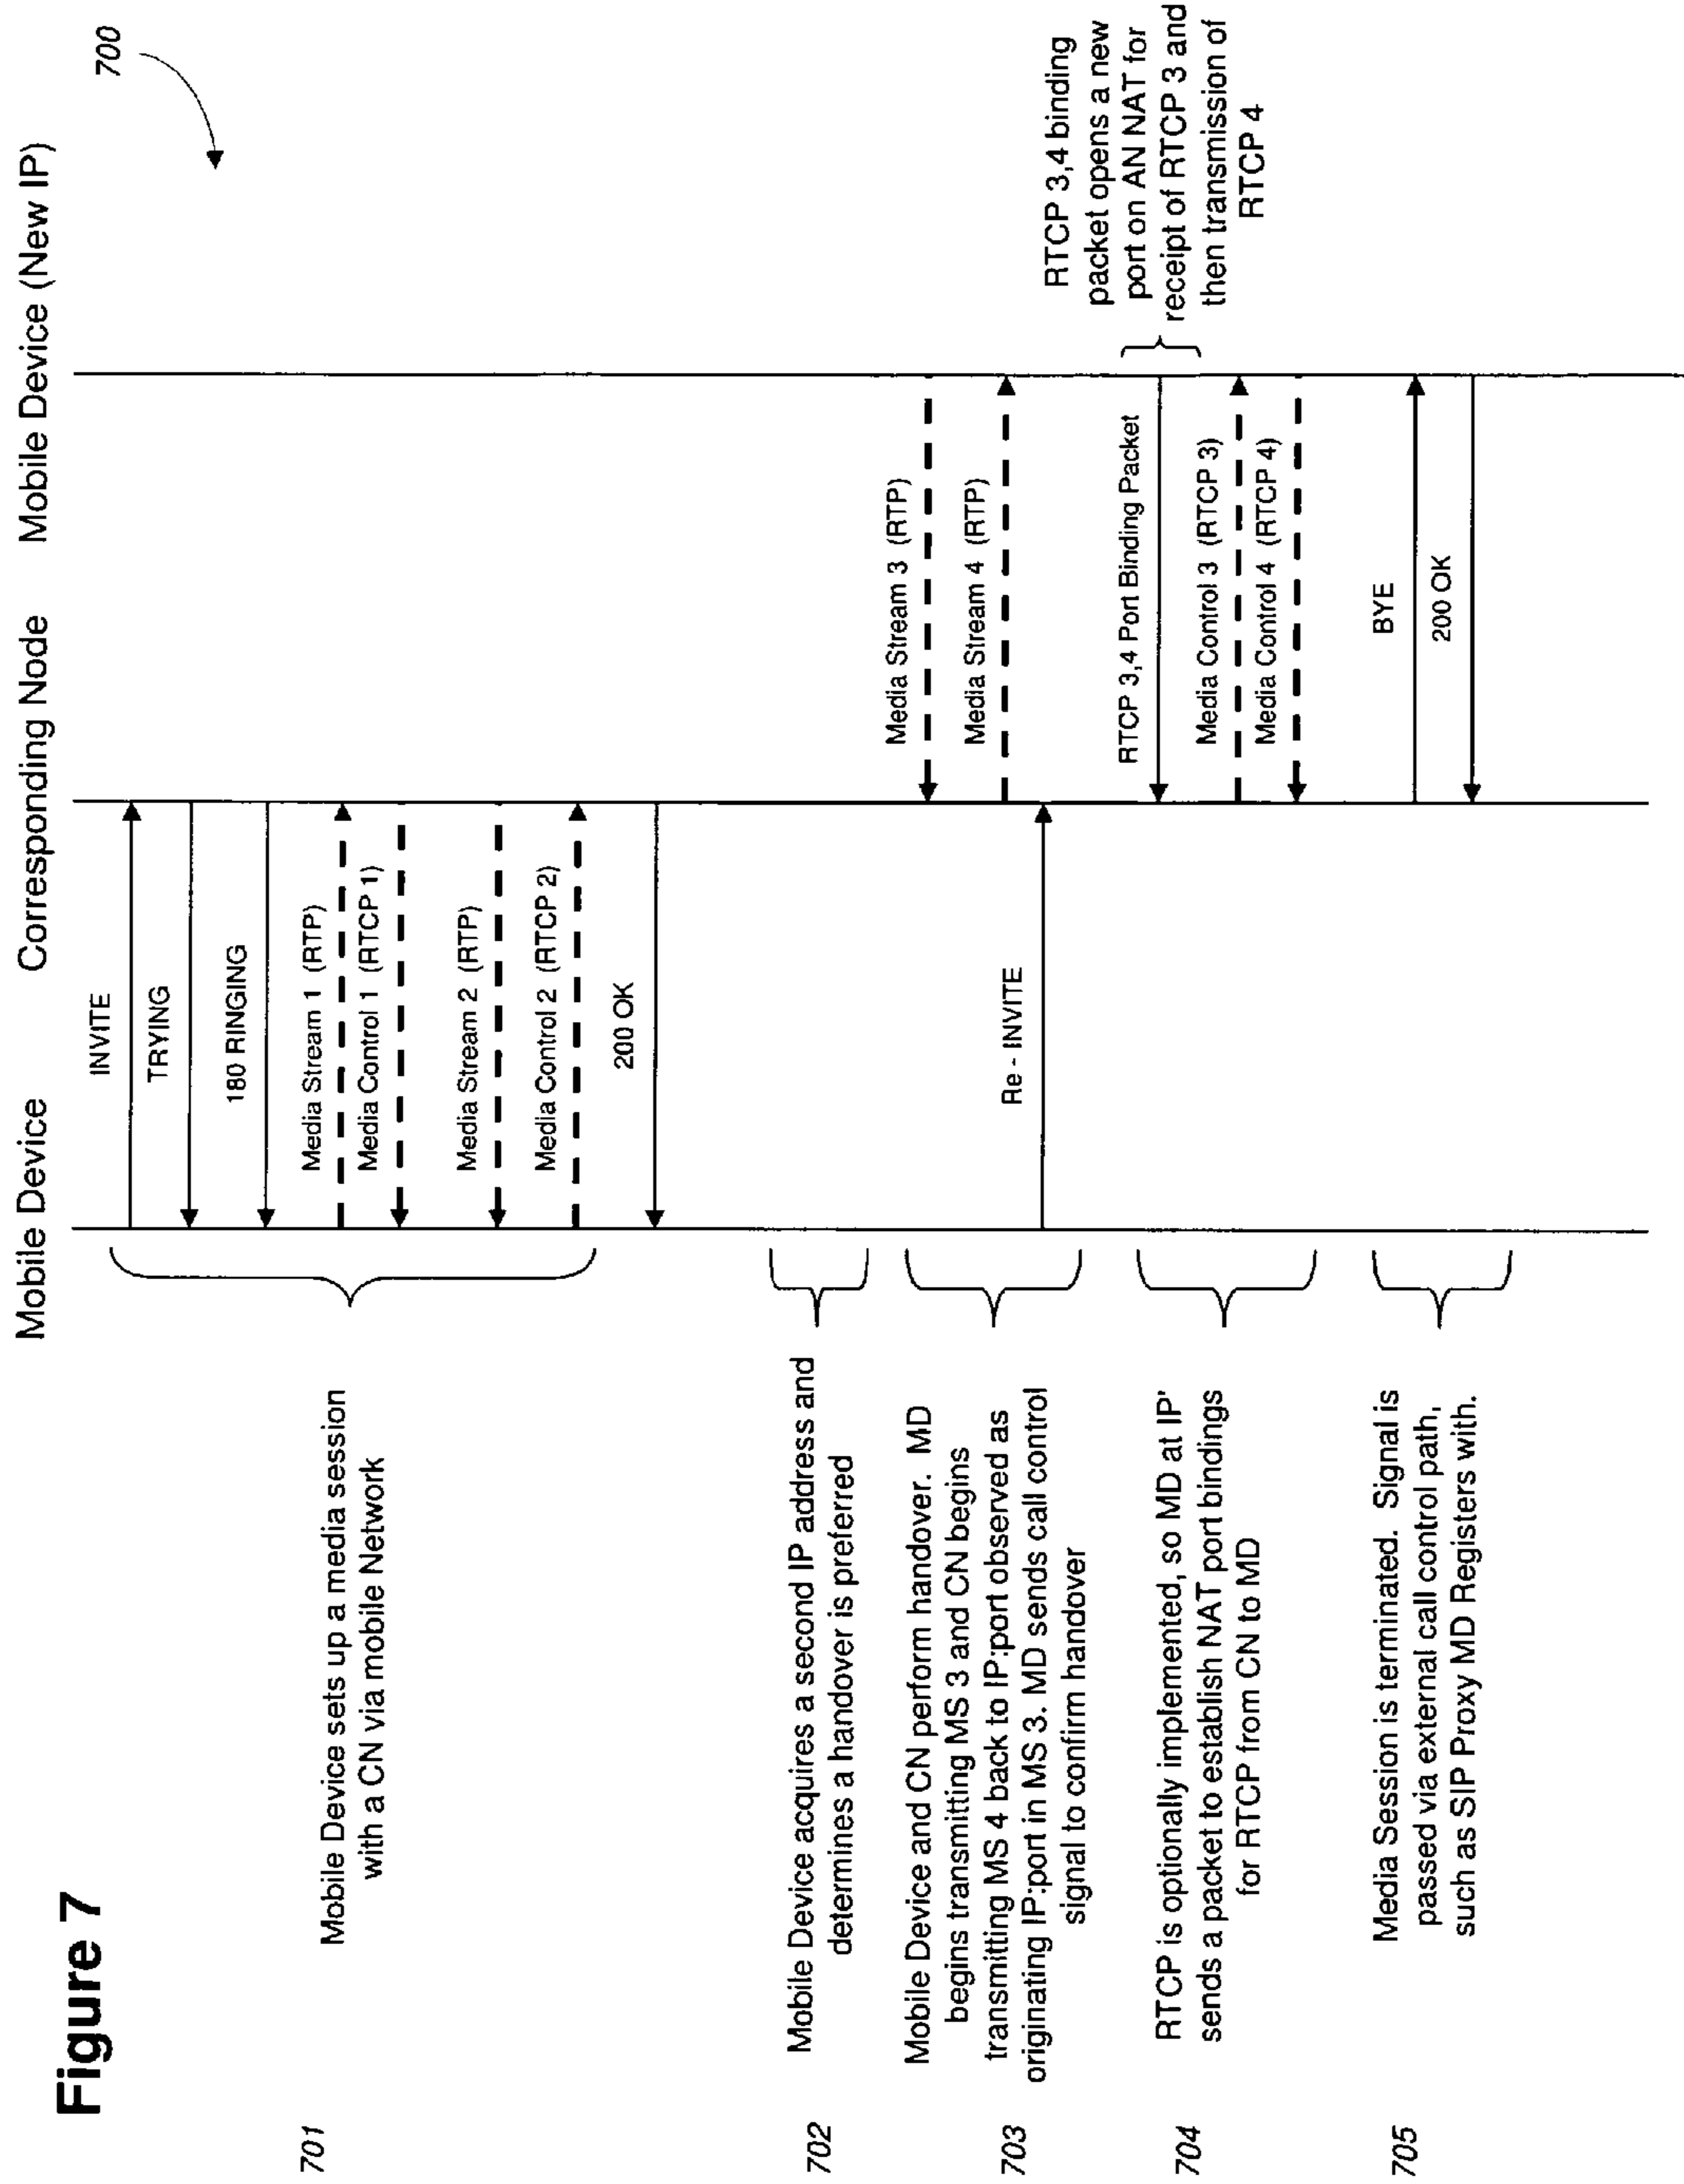 Figure 7
700
Mobile Device
Corresponding Node
Mobile Device (New IP)
701
Mobile Device sets up a media session
with a CN via mobile Network
INVITE
TRYING
180 RINGING
Media Stream 1 (RTP)
Media Control 1 (RTCP 1)
Media Stream 2 (RTP)
Media Control 2 (RTCP 2)
200 OK
702
Mobile Device acquires a second IP address and
determines a handover is preferred
703
Mobile Device and CN perform handover. MD
begins transmitting MS 3 and CN begins
transmitting MS 4 back to IP:port observed as
originating IP:port in MS 3. MD sends call control
signal to confirm handover
Media Stream 3 (RTP)
Media Stream 4 (RTP)
Re - INVITE
704
RTCP is optionally implemented, so MD at IP'
sends a packet to establish NAT port bindings
for RTCP from CN to MD
RTCP 3,4 Port Binding Packet
Media Control 3 (RTCP 3)
Media Control 4 (RTCP 4)
RTCP 3,4 binding
packet opens a new
port on AN NAT for
receipt of RTCP 3 and
then transmission of
RTCP 4
705
Media Session is terminated. Signal is
passed via external call control path,
such as SIP Proxy MD Registers with.
BYE
200 OK